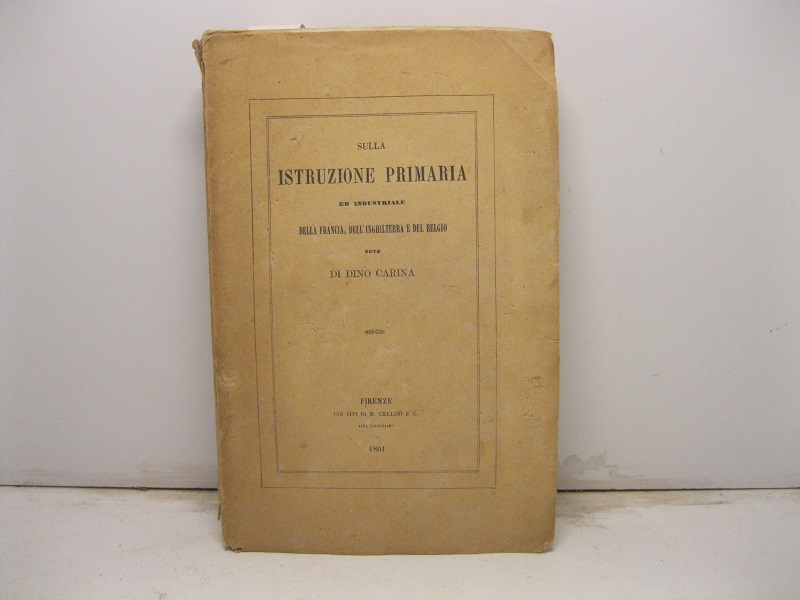 SULLA
ISTRUZIONE PRIMARIA
ED INDUSTRIALE
DELLA FRANCIA, DELL'INGHILTERRA E DEL BELGIO
NOTE
DI DINO CARINA
FIRENZE
COI TIPI DI M. CELLINI E C.
1861